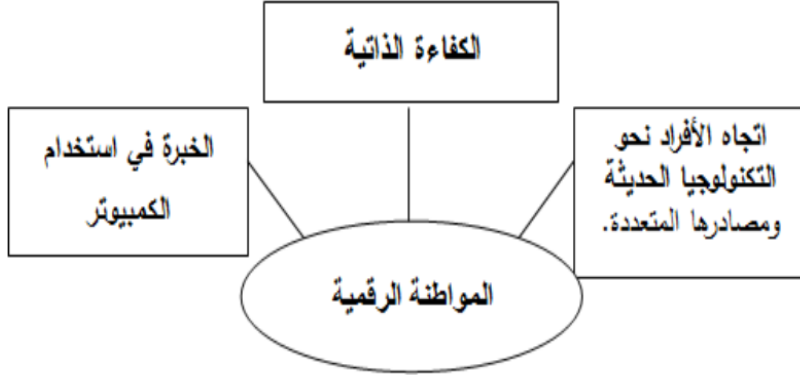 الكفاءة الذاتية
اتجاه الأفراد نحو
التكنولوجيا الحديثة
ومصادرها المتعددة.
الخبرة في استخدام
الكمبيوتر
المواطنة الرقمية